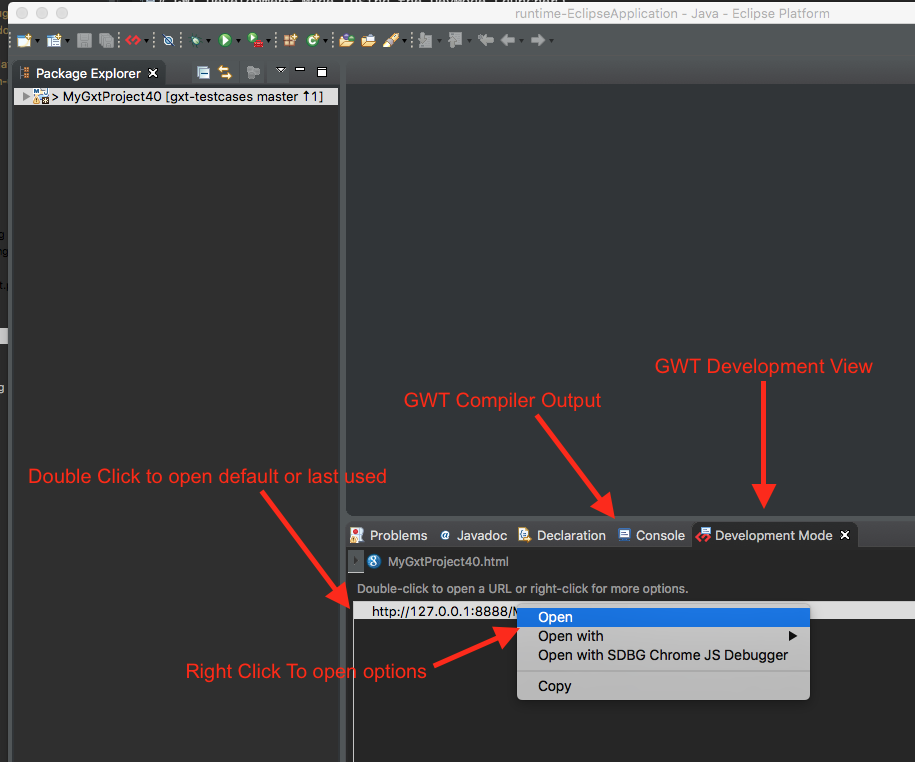 runtime-EclipseApplication - Java - Eclipse Platform
Package Explorer
> MyGxtProject40 [gxt-testcases master ↑1]
GWT Development View
GWT Compiler Output
Double Click to open default or last used
Problems @ Javadoc Declaration Console Development Mode
MyGxtProject40.html
Double-click to open a URL or right-click for more options.
http://127.0.0.1:8888/
Open
Open with
Open with SDBG Chrome JS Debugger
Right Click To open options
Copy